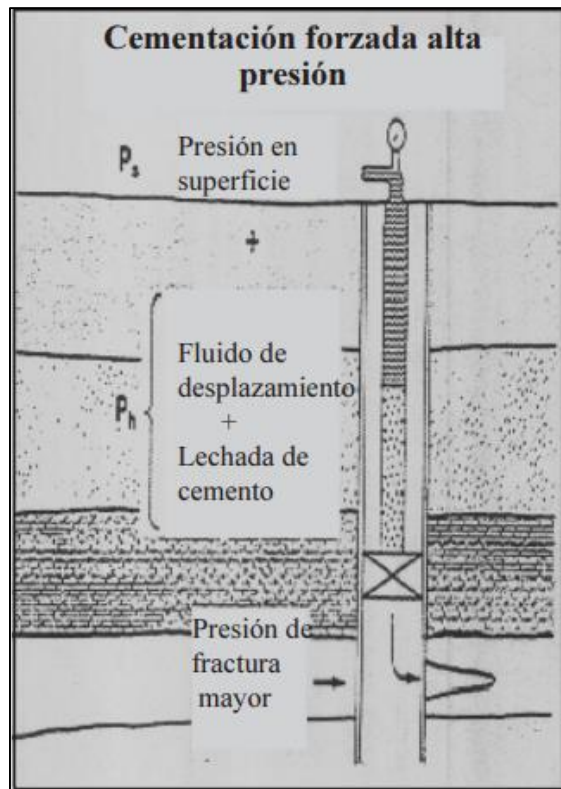 Cementación forzada alta
presión
Pₛ
Presión en
superficie
+
Pₕ
Fluido de
desplazamiento
+
Lechada de
cemento
Presión de
fractura
mayor